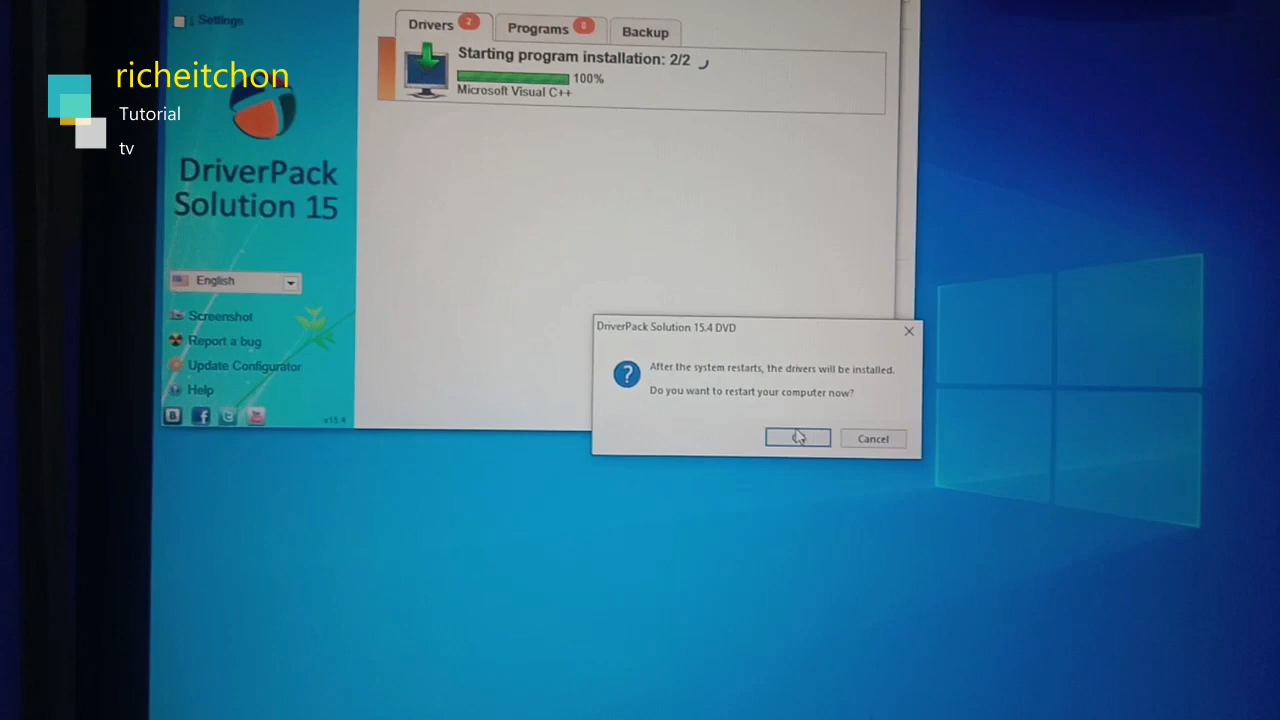 Settings
Drivers 2
Programs 0
Backup
Starting program installation: 2/2
100%
Microsoft Visual C++
richeitchon
Tutorial
tv
DriverPack
Solution 15
English
Screenshot
Report a bug
Update Configurator
Help
v15.4
DriverPack Solution 15.4 DVD
After the system restarts, the drivers will be installed.
Do you want to restart your computer now?
Cancel